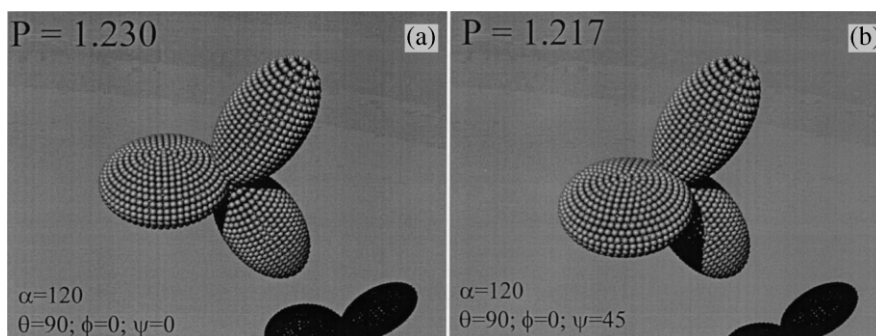 P = 1.230
(a)
α=120
θ=90; ϕ=0; ψ=0
P = 1.217
(b)
α=120
θ=90; ϕ=0; ψ=45